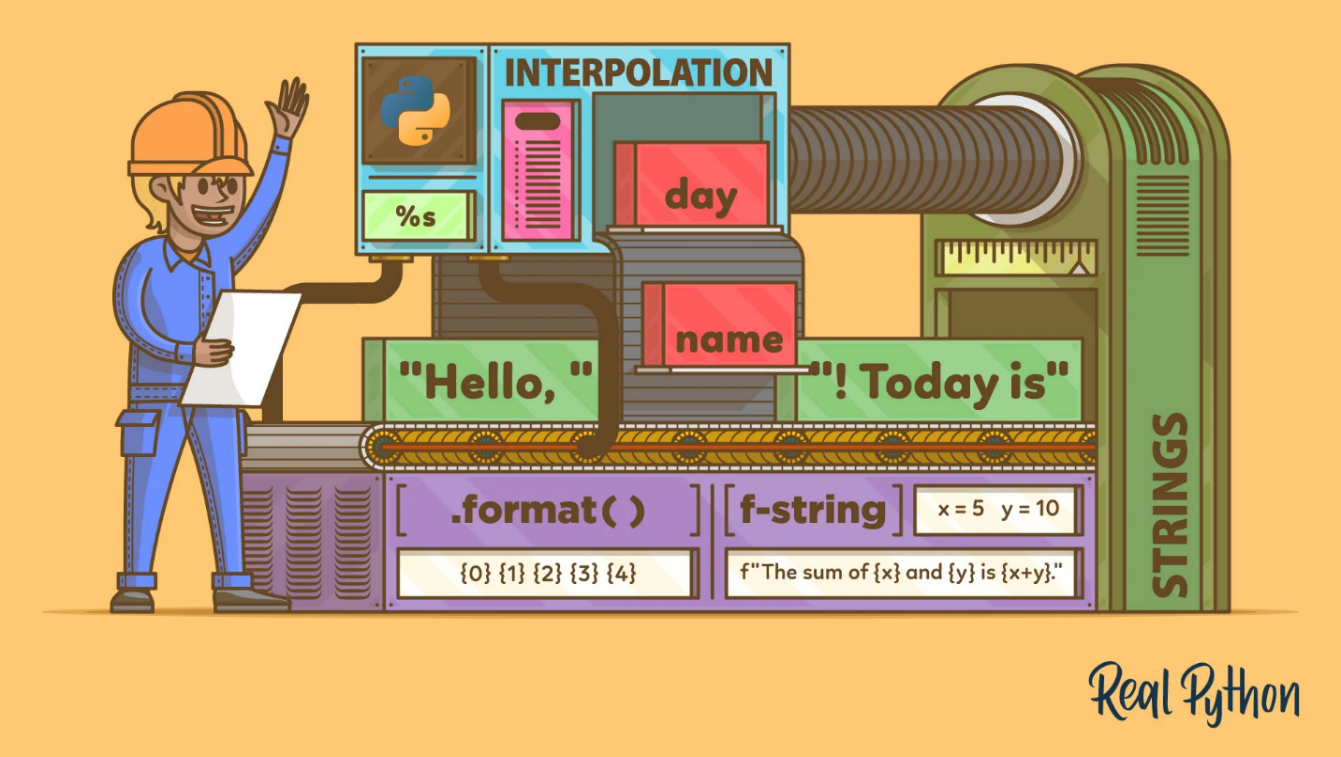 INTERPOLATION
%s
day
name
"Hello, "
"! Today is"
[ .format( ) ]
[f-string]
x = 5 y = 10
{0} {1} {2} {3} {4}
f"The sum of {x} and {y} is {x+y}."
STRINGS
Real Python